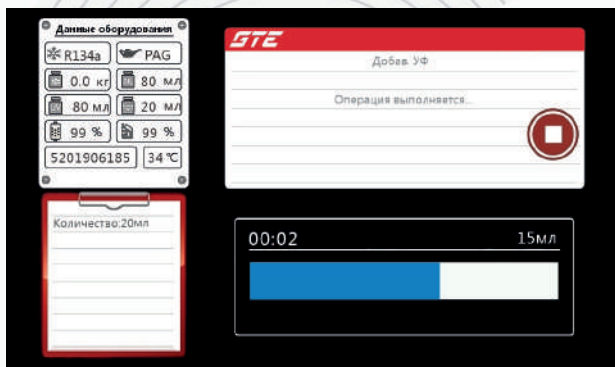 Данные оборудования
R134a PAG
0.0 кг 80 мл
80 мл 20 мл
99 % 99 %
5201906185 34℃
Количество:20мл
GTE
Добав. УФ
Операция выполняется...
00:02 15мл